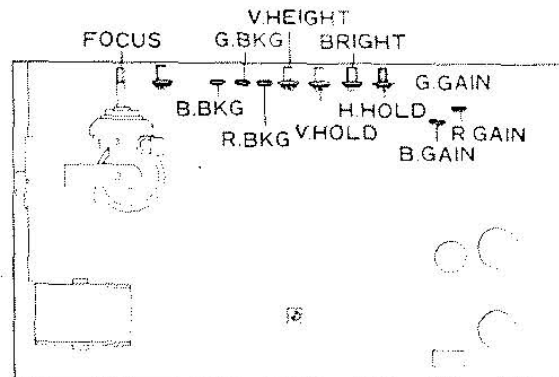 V.HEIGHT
FOCUS G.BKG BRIGHT
G.GAIN
B.BKG H.HOLD
R.BKG V.HOLD R GAIN
B.GAIN